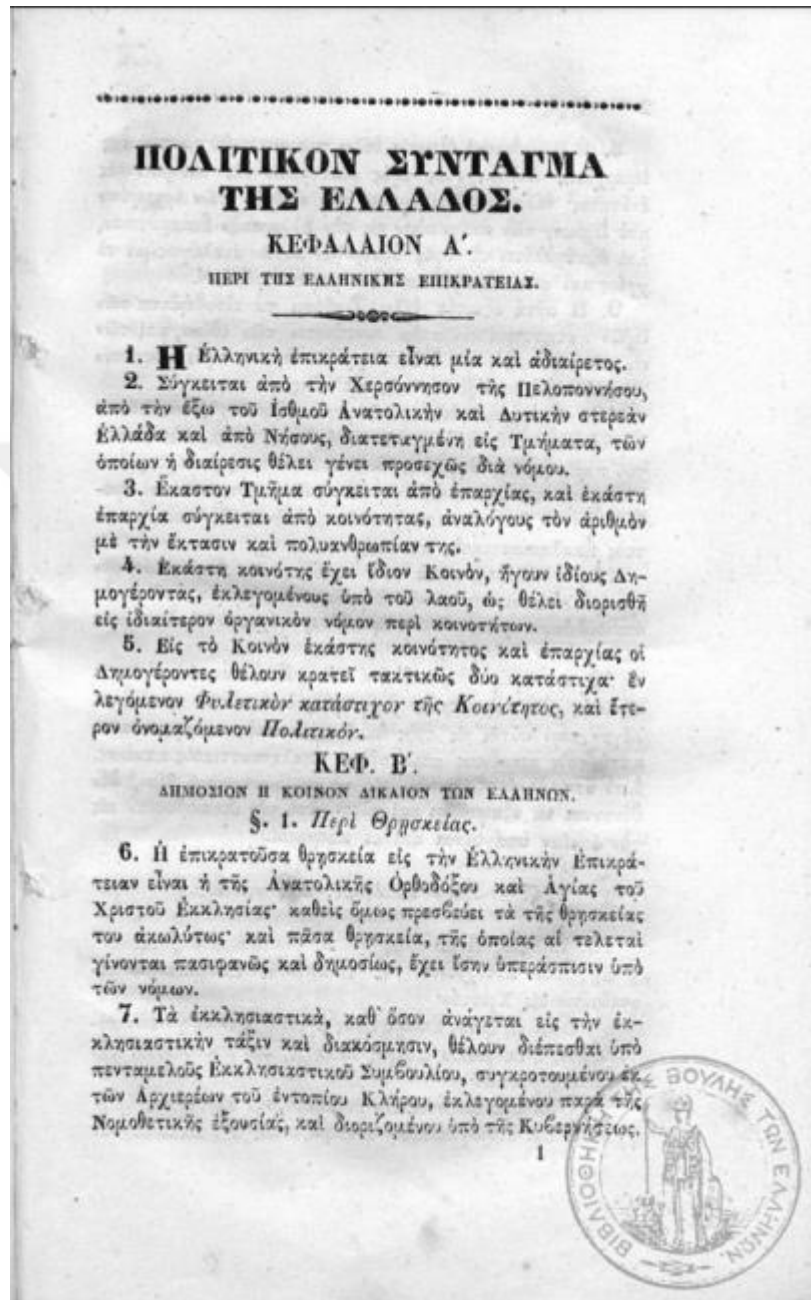 ΠΟΛΙΤΙΚΟΝ ΣΥΝΤΑΓΜΑ
ΤΗΣ ΕΛΛΑΔΟΣ.
ΚΕΦΑΛΑΙΟΝ Α΄.
ΠΕΡΙ ΤΗΣ ΕΛΛΗΝΙΚΗΣ ΕΠΙΚΡΑΤΕΙΑΣ.
1. Η Ἑλληνικὴ ἐπικράτεια εἶναι μία καὶ ἀδιαίρετος.
2. Σύγκειται ἀπὸ τὴν Χερσόννησον τῆς Πελοποννήσου,
ἀπὸ τὴν ἔξω τοῦ Ἰσθμοῦ Ἀνατολικὴν καὶ Δυτικὴν στερεὰν
Ἑλλάδα καὶ ἀπὸ Νήσους, διατεταγμένη εἰς Τμήματα, τῶν
ὁποίων ἡ διαίρεσις θέλει γένει προσεχῶς διὰ νόμου.
3. Ἕκαστον Τμῆμα σύγκειται ἀπὸ ἐπαρχίας, καὶ ἑκάστη
ἐπαρχία σύγκειται ἀπὸ κοινότητας, ἀναλόγους τὸν ἀριθμὸν
μὲ τὴν ἔκτασιν καὶ πολυανθρωπίαν της.
4. Ἑκάστη κοινότης ἔχει ἴδιον Κοινὸν, ἤγουν ἰδίους Δη-
μογέροντας, ἐκλεγομένους ὑπὸ τοῦ λαοῦ, ὡς θέλει διορισθῆ
εἰς ἰδιαίτερον ὀργανικὸν νόμον περὶ κοινοτήτων.
5. Εἰς τὸ Κοινὸν ἑκάστης κοινότητος καὶ ἐπαρχίας οἱ
Δημογέροντες θέλουν κρατεῖ τακτικῶς δύο κατάστιχα· ἓν
λεγόμενον Φυλετικὸν κατάστιχον τῆς Κοινότητος, καὶ ἕτε-
ρον ὀνομαζόμενον Πολιτικόν.
ΚΕΦ. Β΄.
ΔΗΜΟΣΙΟΝ Η ΚΟΙΝΟΝ ΔΙΚΑΙΟΝ ΤΩΝ ΕΛΛΗΝΩΝ.
§. 1. Περὶ Θρησκείας.
6. Ἡ ἐπικρατοῦσα θρησκεία εἰς τὴν Ἑλληνικὴν Ἐπικρά-
τειαν εἶναι ἡ τῆς Ἀνατολικῆς Ὀρθοδόξου καὶ Ἁγίας τοῦ
Χριστοῦ Ἐκκλησίας· καθεὶς ὅμως πρεσβεύει τὰ τῆς θρησκείας
του ἀκωλύτως· καὶ πᾶσα θρησκεία, τῆς ὁποίας αἱ τελεταὶ
γίνονται πασιφανῶς καὶ δημοσίως, ἔχει ἴσην ὑπεράσπισιν ὑπὸ
τῶν νόμων.
7. Τὰ ἐκκλησιαστικὰ, καθ᾽ ὅσον ἀνάγεται εἰς τὴν ἐκ-
κλησιαστικὴν τάξιν καὶ διακόσμησιν, θέλουν διέπεσθαι ὑπὸ
πενταμελοῦς Ἐκκλησιαστικοῦ Συμβουλίου, συγκροτουμένου ἐκ
τῶν Ἀρχιερέων τοῦ ἐντοπίου Κλήρου, ἐκλεγομένου παρὰ τῆς
Νομοθετικῆς ἐξουσίας, καὶ διοριζομένου ὑπὸ τῆς Κυβερνήσεως.
1
ΒΙΒΛΙΟΘΗΚΗ ΤΗΣ ΒΟΥΛΗΣ ΤΩΝ ΕΛΛΗΝΩΝ.